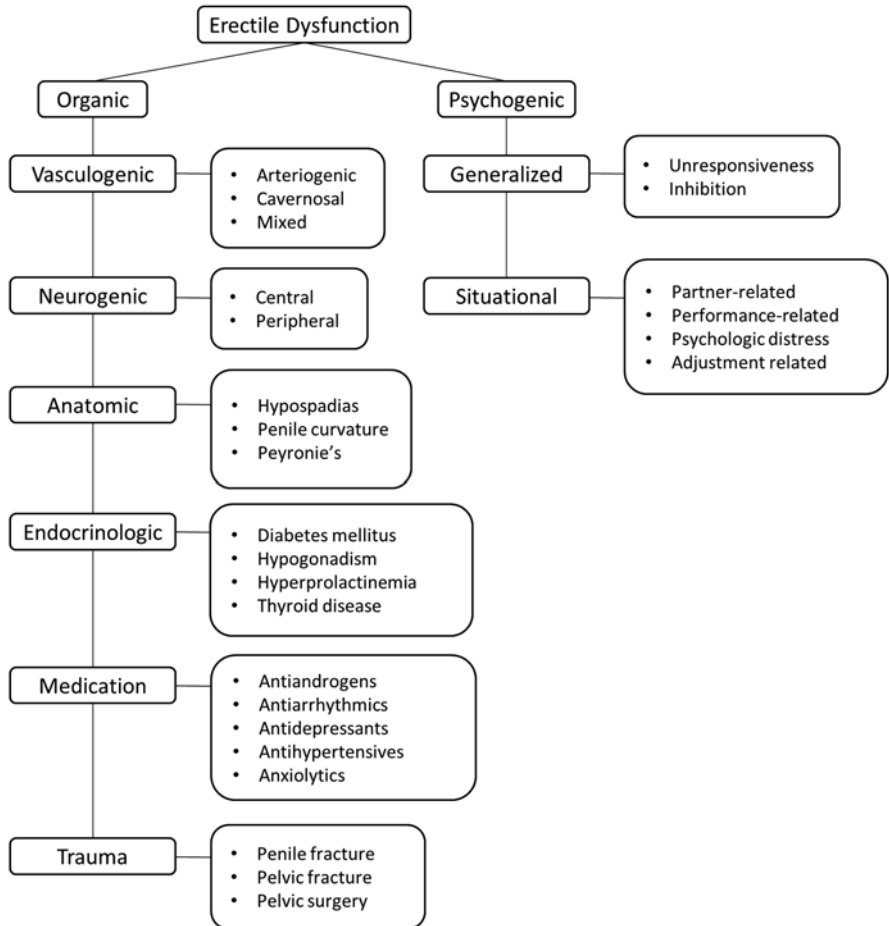 Erectile Dysfunction
Organic
Psychogenic
Vasculogenic
• Arteriogenic
• Cavernosal
• Mixed
Generalized
• Unresponsiveness
• Inhibition
Neurogenic
• Central
• Peripheral
Situational
• Partner-related
• Performance-related
• Psychologic distress
• Adjustment related
Anatomic
• Hypospadias
• Penile curvature
• Peyronie’s
Endocrinologic
• Diabetes mellitus
• Hypogonadism
• Hyperprolactinemia
• Thyroid disease
Medication
• Antiandrogens
• Antiarrhythmics
• Antidepressants
• Antihypertensives
• Anxiolytics
Trauma
• Penile fracture
• Pelvic fracture
• Pelvic surgery